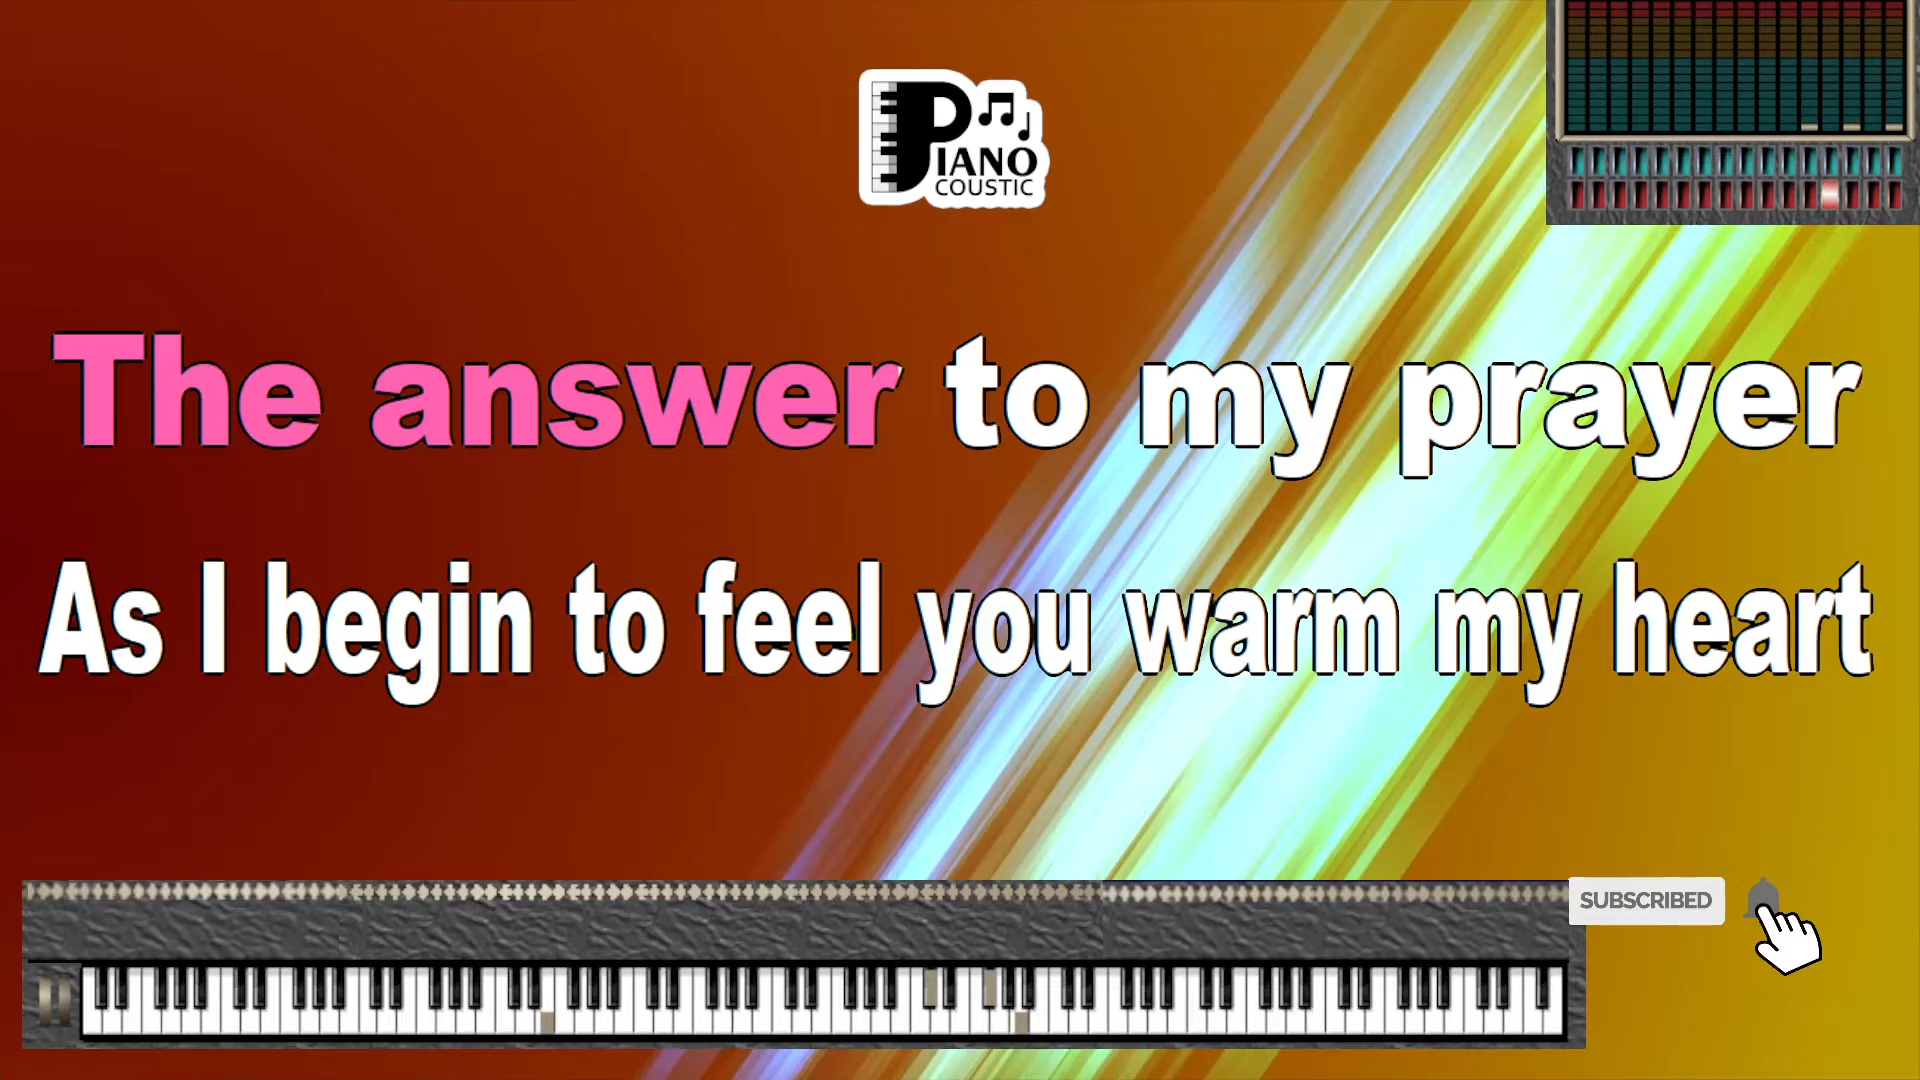 PIANO
COUSTIC
The answer to my prayer
As I begin to feel you warm my heart
SUBSCRIBED